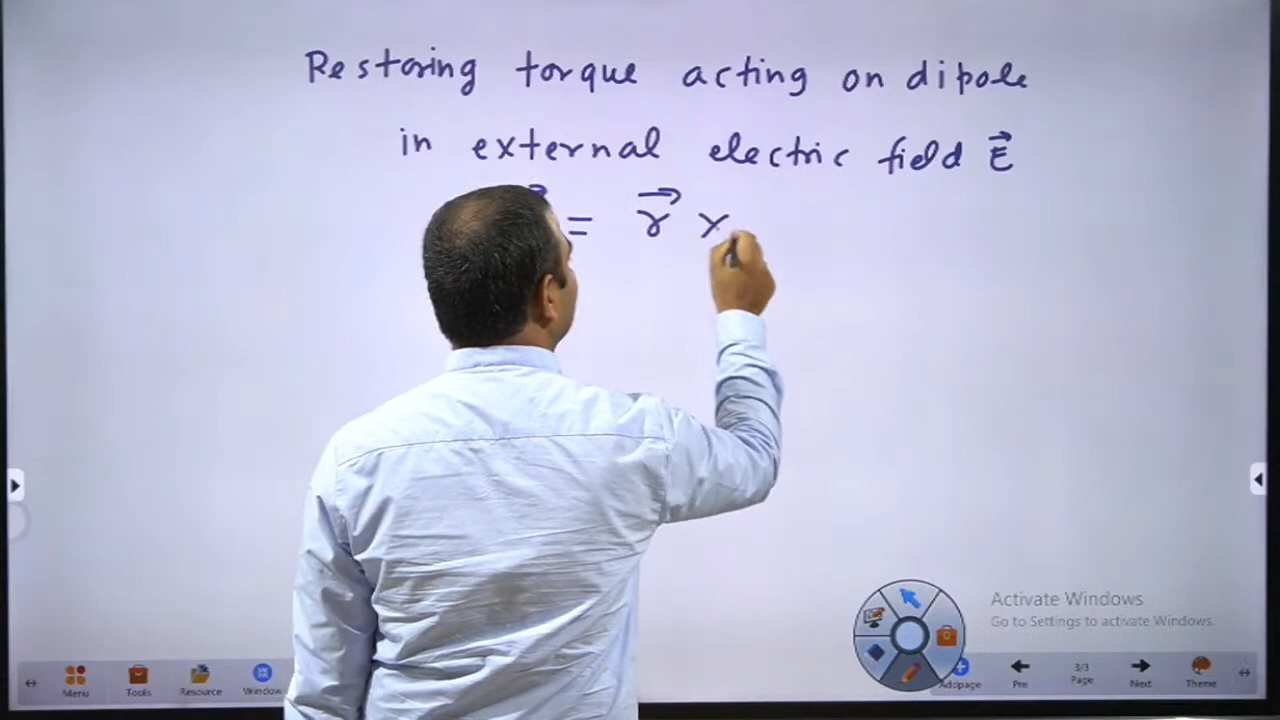 Restoring torque acting on dipole
in external electric field E⃗
= r⃗ ×
Activate Windows
Go to Settings to activate Windows.
Menu Tools Resource Window Addpage Pre 3/3 Page Next Theme